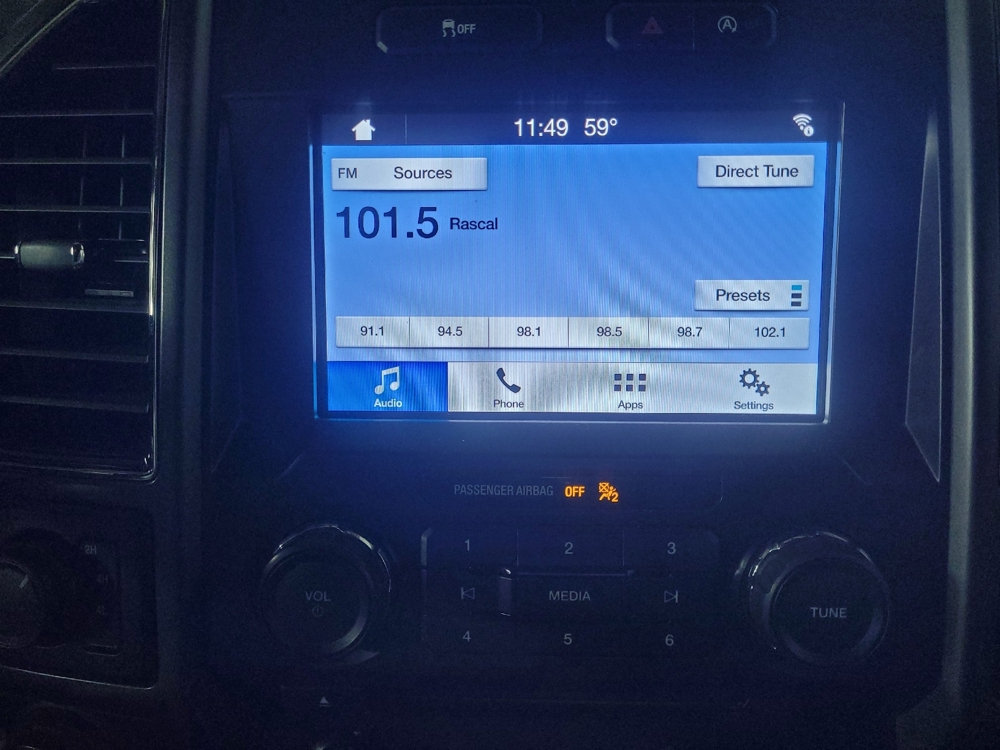 OFF
A
11:49 59°
FM Sources
Direct Tune
101.5 Rascal
Presets
91.1 94.5 98.1 98.5 98.7 102.1
Audio Phone Apps Settings
PASSENGER AIRBAG OFF 2
1 2 3
VOL
MEDIA
TUNE
4 5 6